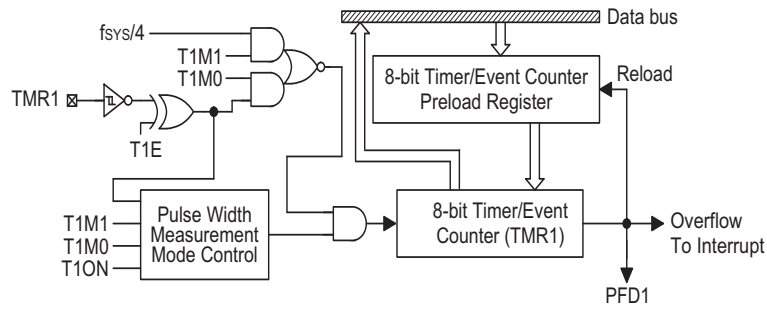 Data bus
fSYS/4
T1M1
T1M0
TMR1
T1E
8-bit Timer/Event Counter
Preload Register
Reload
T1M1
T1M0
T1ON
Pulse Width
Measurement
Mode Control
8-bit Timer/Event
Counter (TMR1)
Overflow
To Interrupt
PFD1